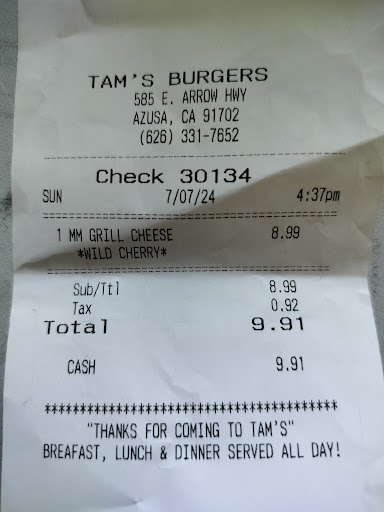 TAM'S BURGERS
585 E. ARROW HWY
AZUSA, CA 91702
(626) 331-7652
Check 30134
SUN 7/07/24 4:37pm
1 MM GRILL CHEESE 8.99
*WILD CHERRY*
Sub/Ttl 8.99
Tax 0.92
Total 9.91
CASH 9.91
****************************************
"THANKS FOR COMING TO TAM'S"
BREAFAST, LUNCH & DINNER SERVED ALL DAY!